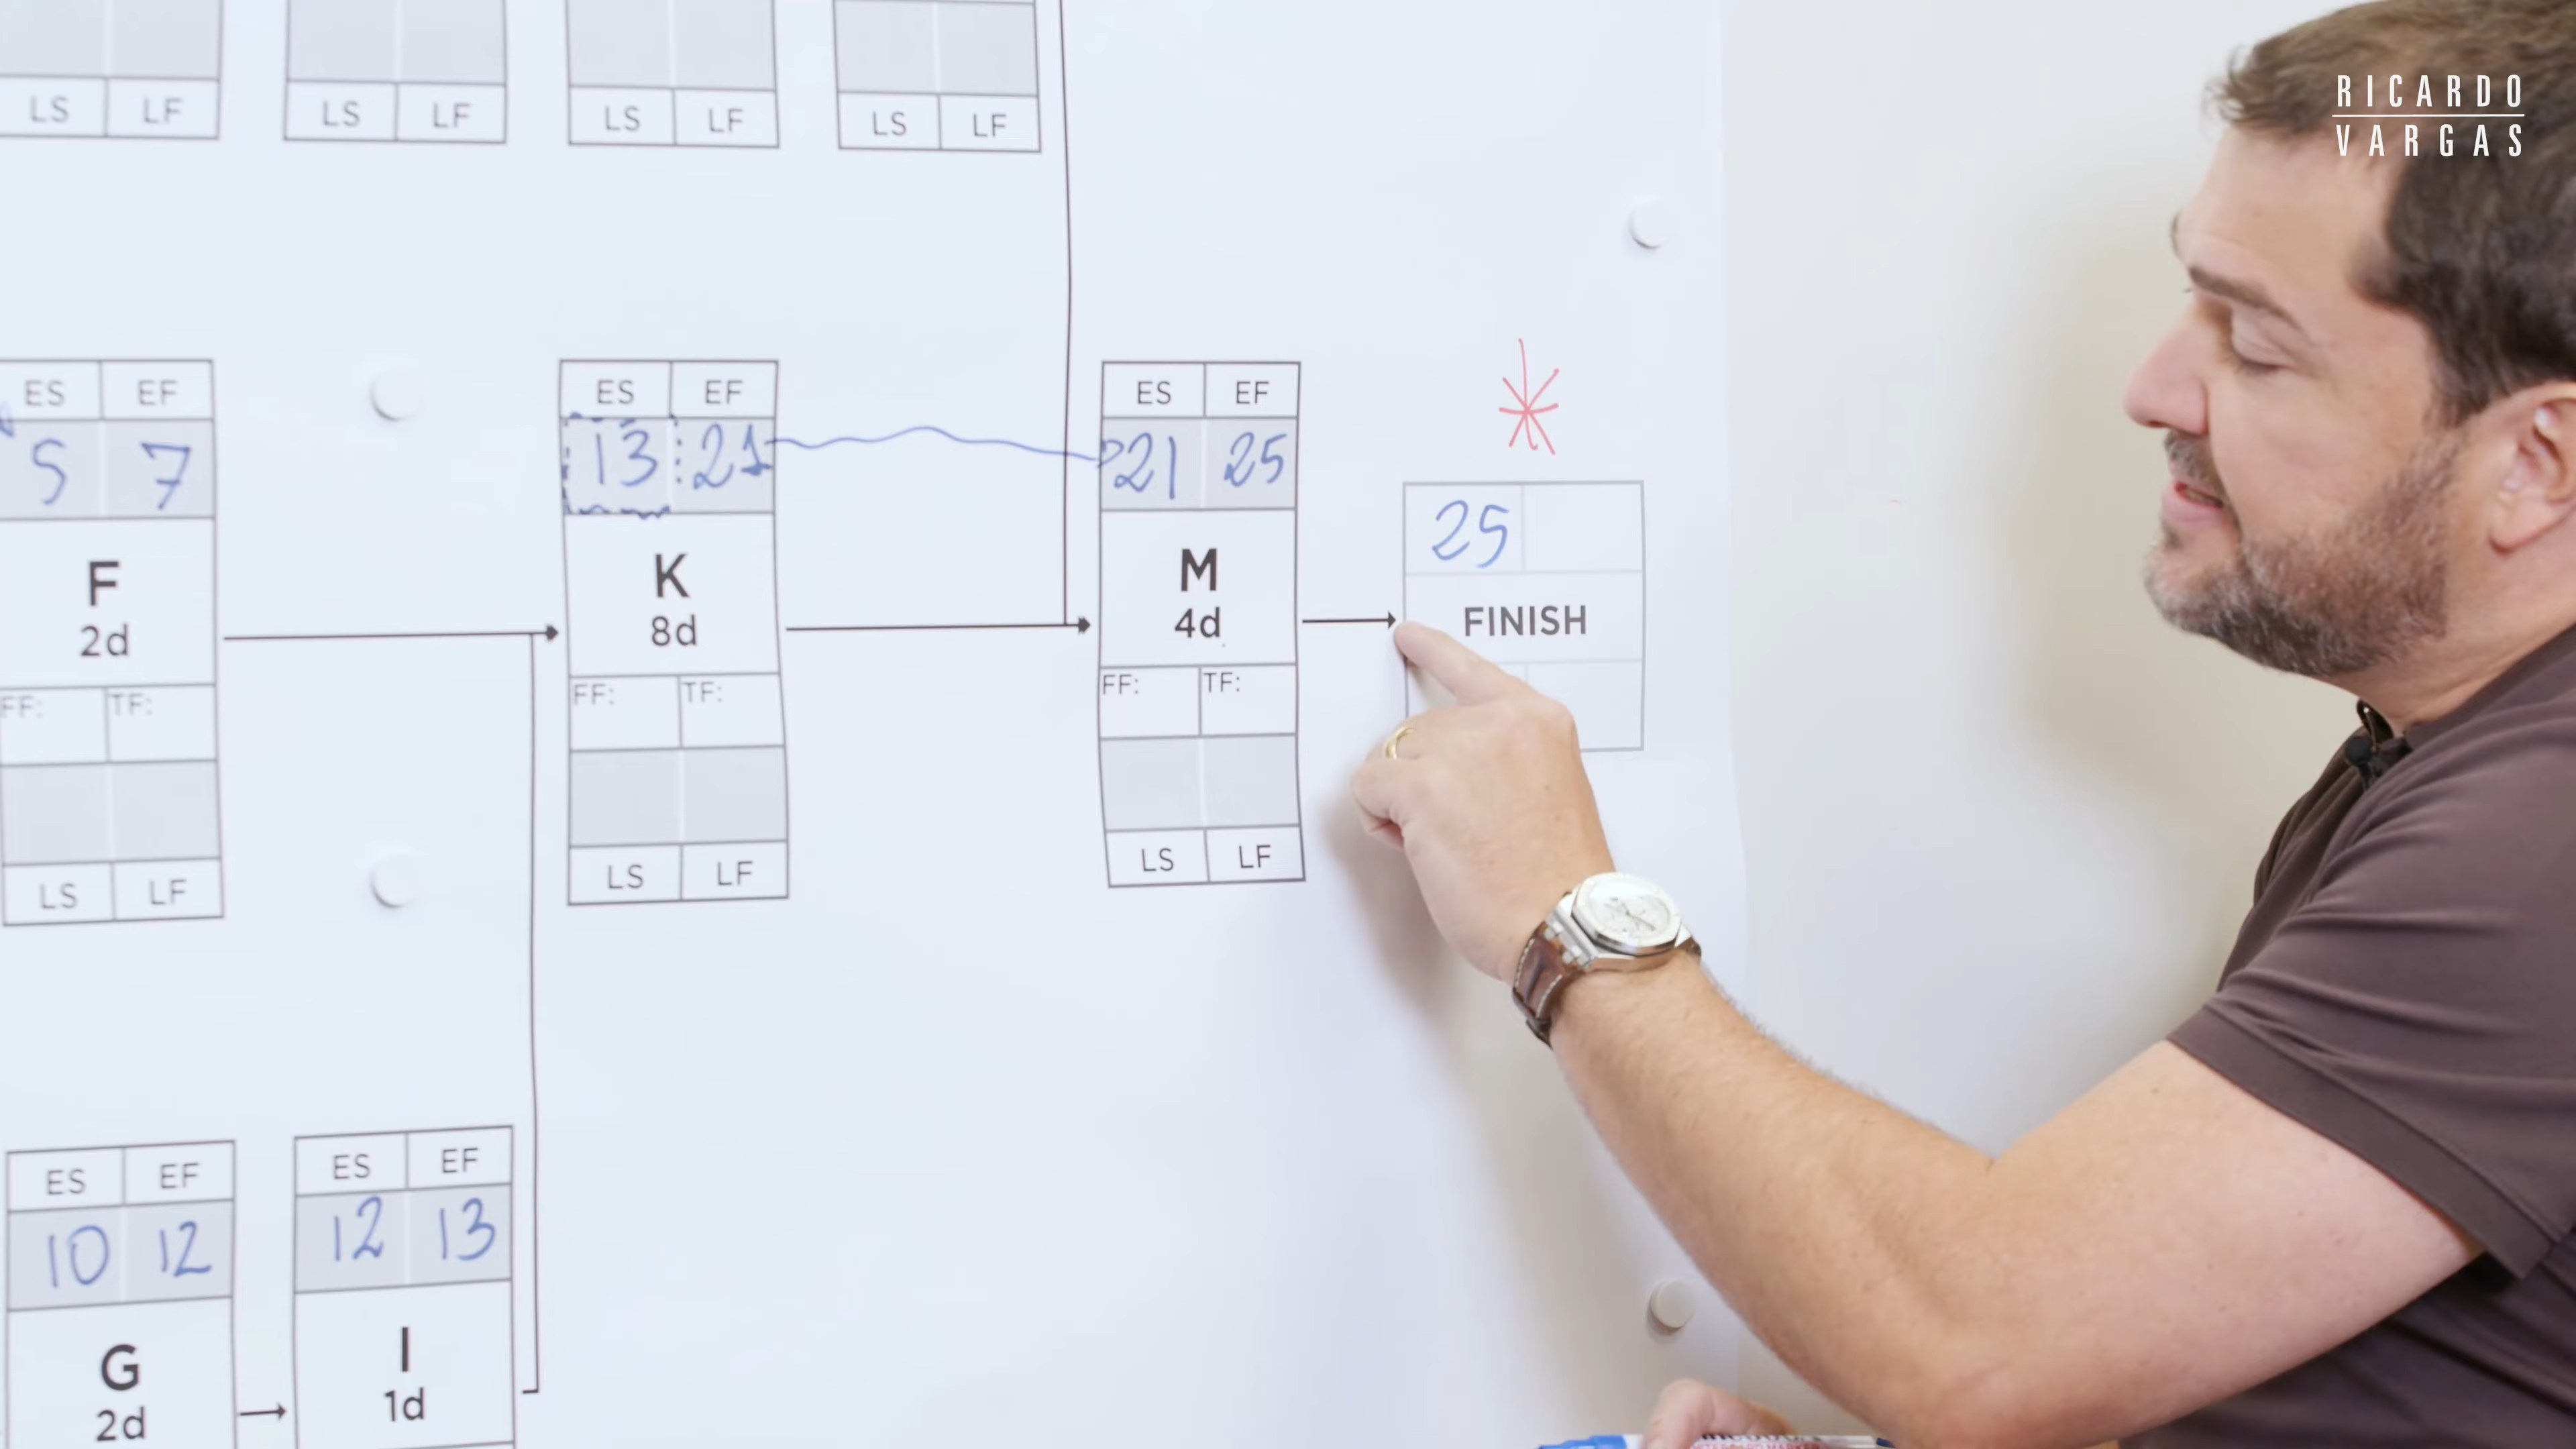 RICARDO
VARGAS
LS LF
LS LF
LS LF
LS LF
ES EF
5 7
F
2d
FF: TF:
LS LF
ES EF
13 21
K
8d
FF: TF:
LS LF
ES EF
21 25
M
4d
FF: TF:
LS LF
25
FINISH
ES EF
10 12
G
2d
ES EF
12 13
I
1d